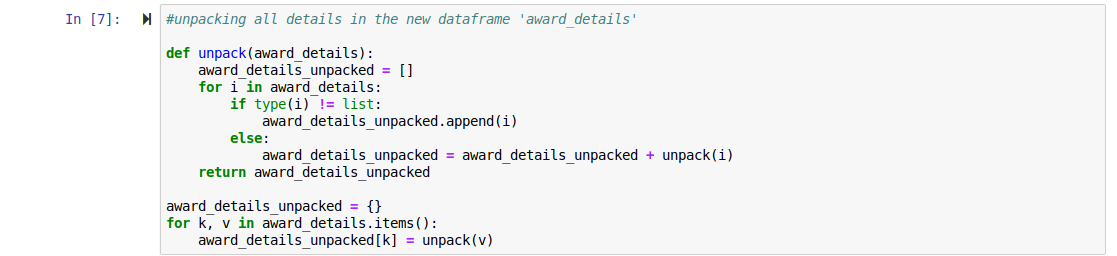 In [7]:
#unpacking all details in the new dataframe 'award_details'
def unpack(award_details):
    award_details_unpacked = []
    for i in award_details:
        if type(i) != list:
            award_details_unpacked.append(i)
        else:
            award_details_unpacked = award_details_unpacked + unpack(i)
    return award_details_unpacked
award_details_unpacked = {}
for k, v in award_details.items():
    award_details_unpacked[k] = unpack(v)